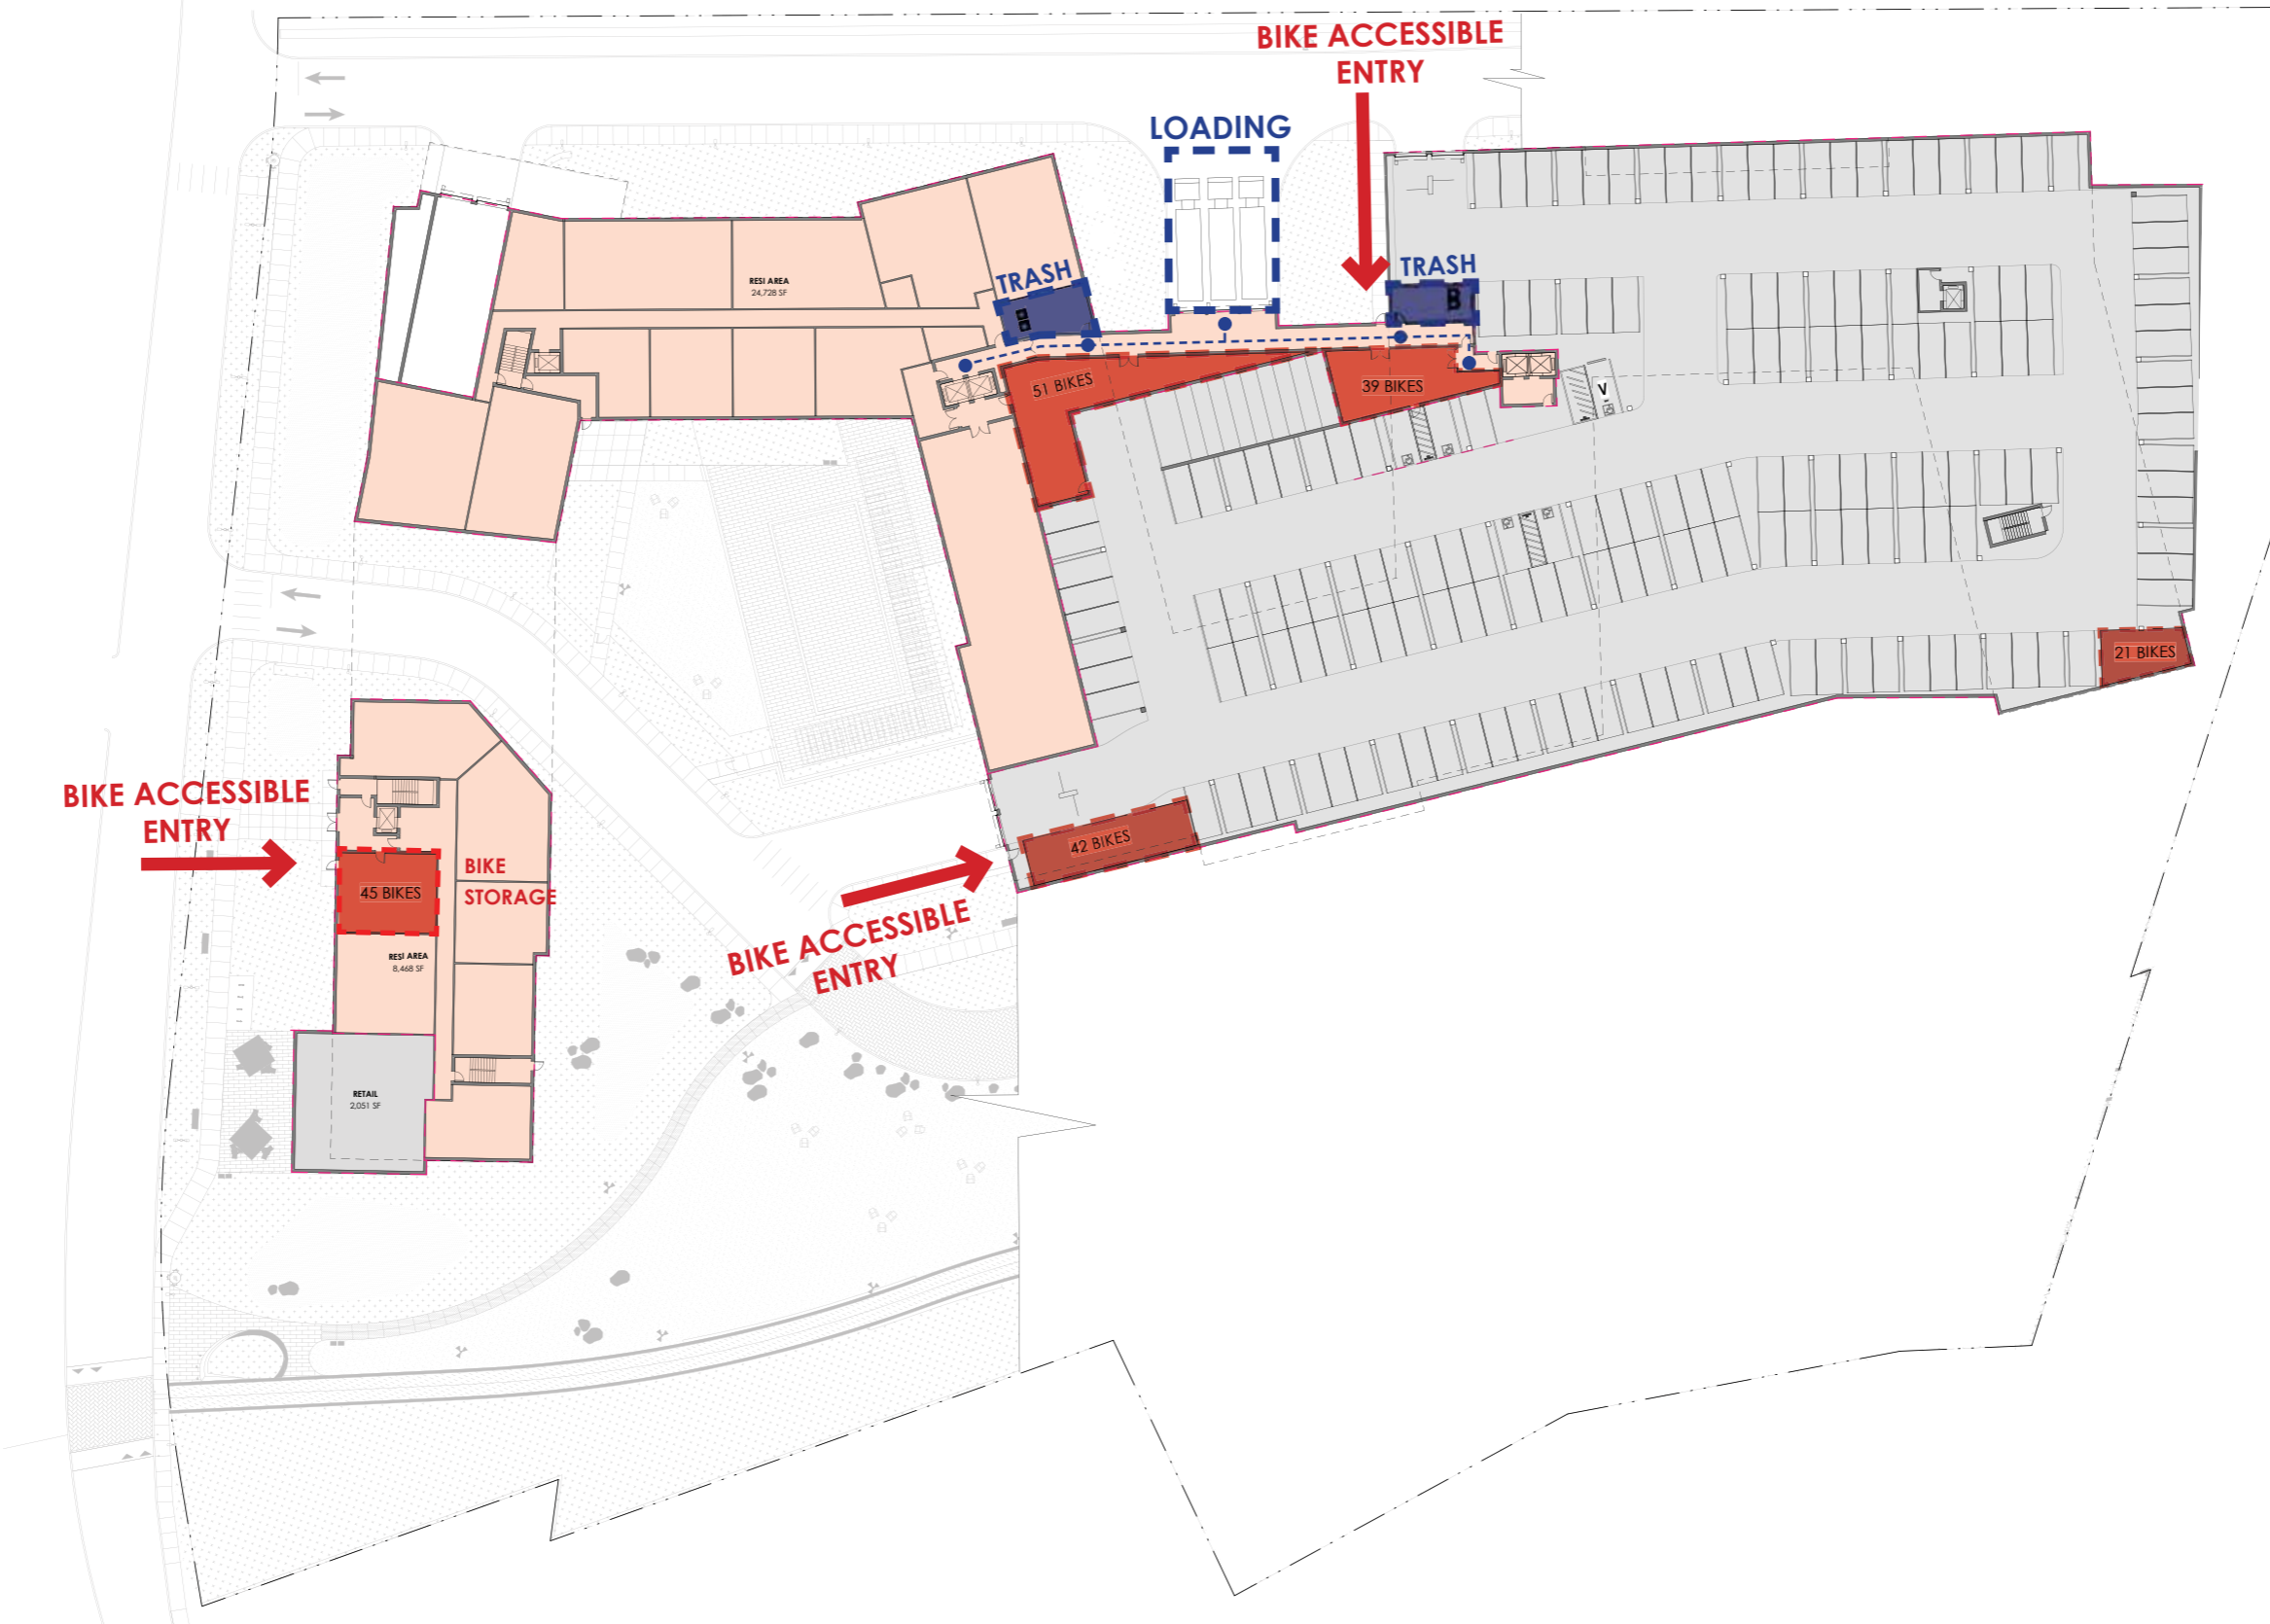 BIKE ACCESSIBLE
ENTRY
LOADING
TRASH
TRASH
B
RESI AREA
24,728 SF
51 BIKES
39 BIKES
V
21 BIKES
BIKE ACCESSIBLE
ENTRY
42 BIKES
BIKE
STORAGE
45 BIKES
BIKE ACCESSIBLE
ENTRY
RESI AREA
8,468 SF
RETAIL
2,051 SF